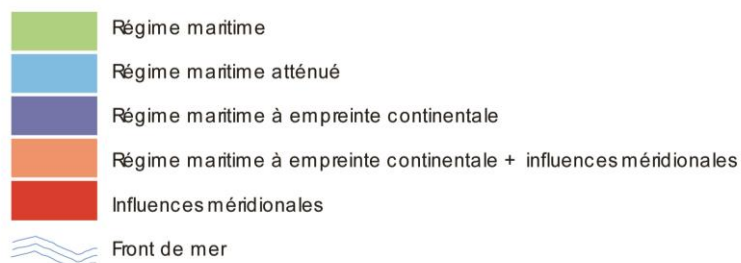 Régime maritime
Régime maritime atténué
Régime maritime à empreinte continentale
Régime maritime à empreinte continentale + influences méridionales
Influences méridionales
Front de mer